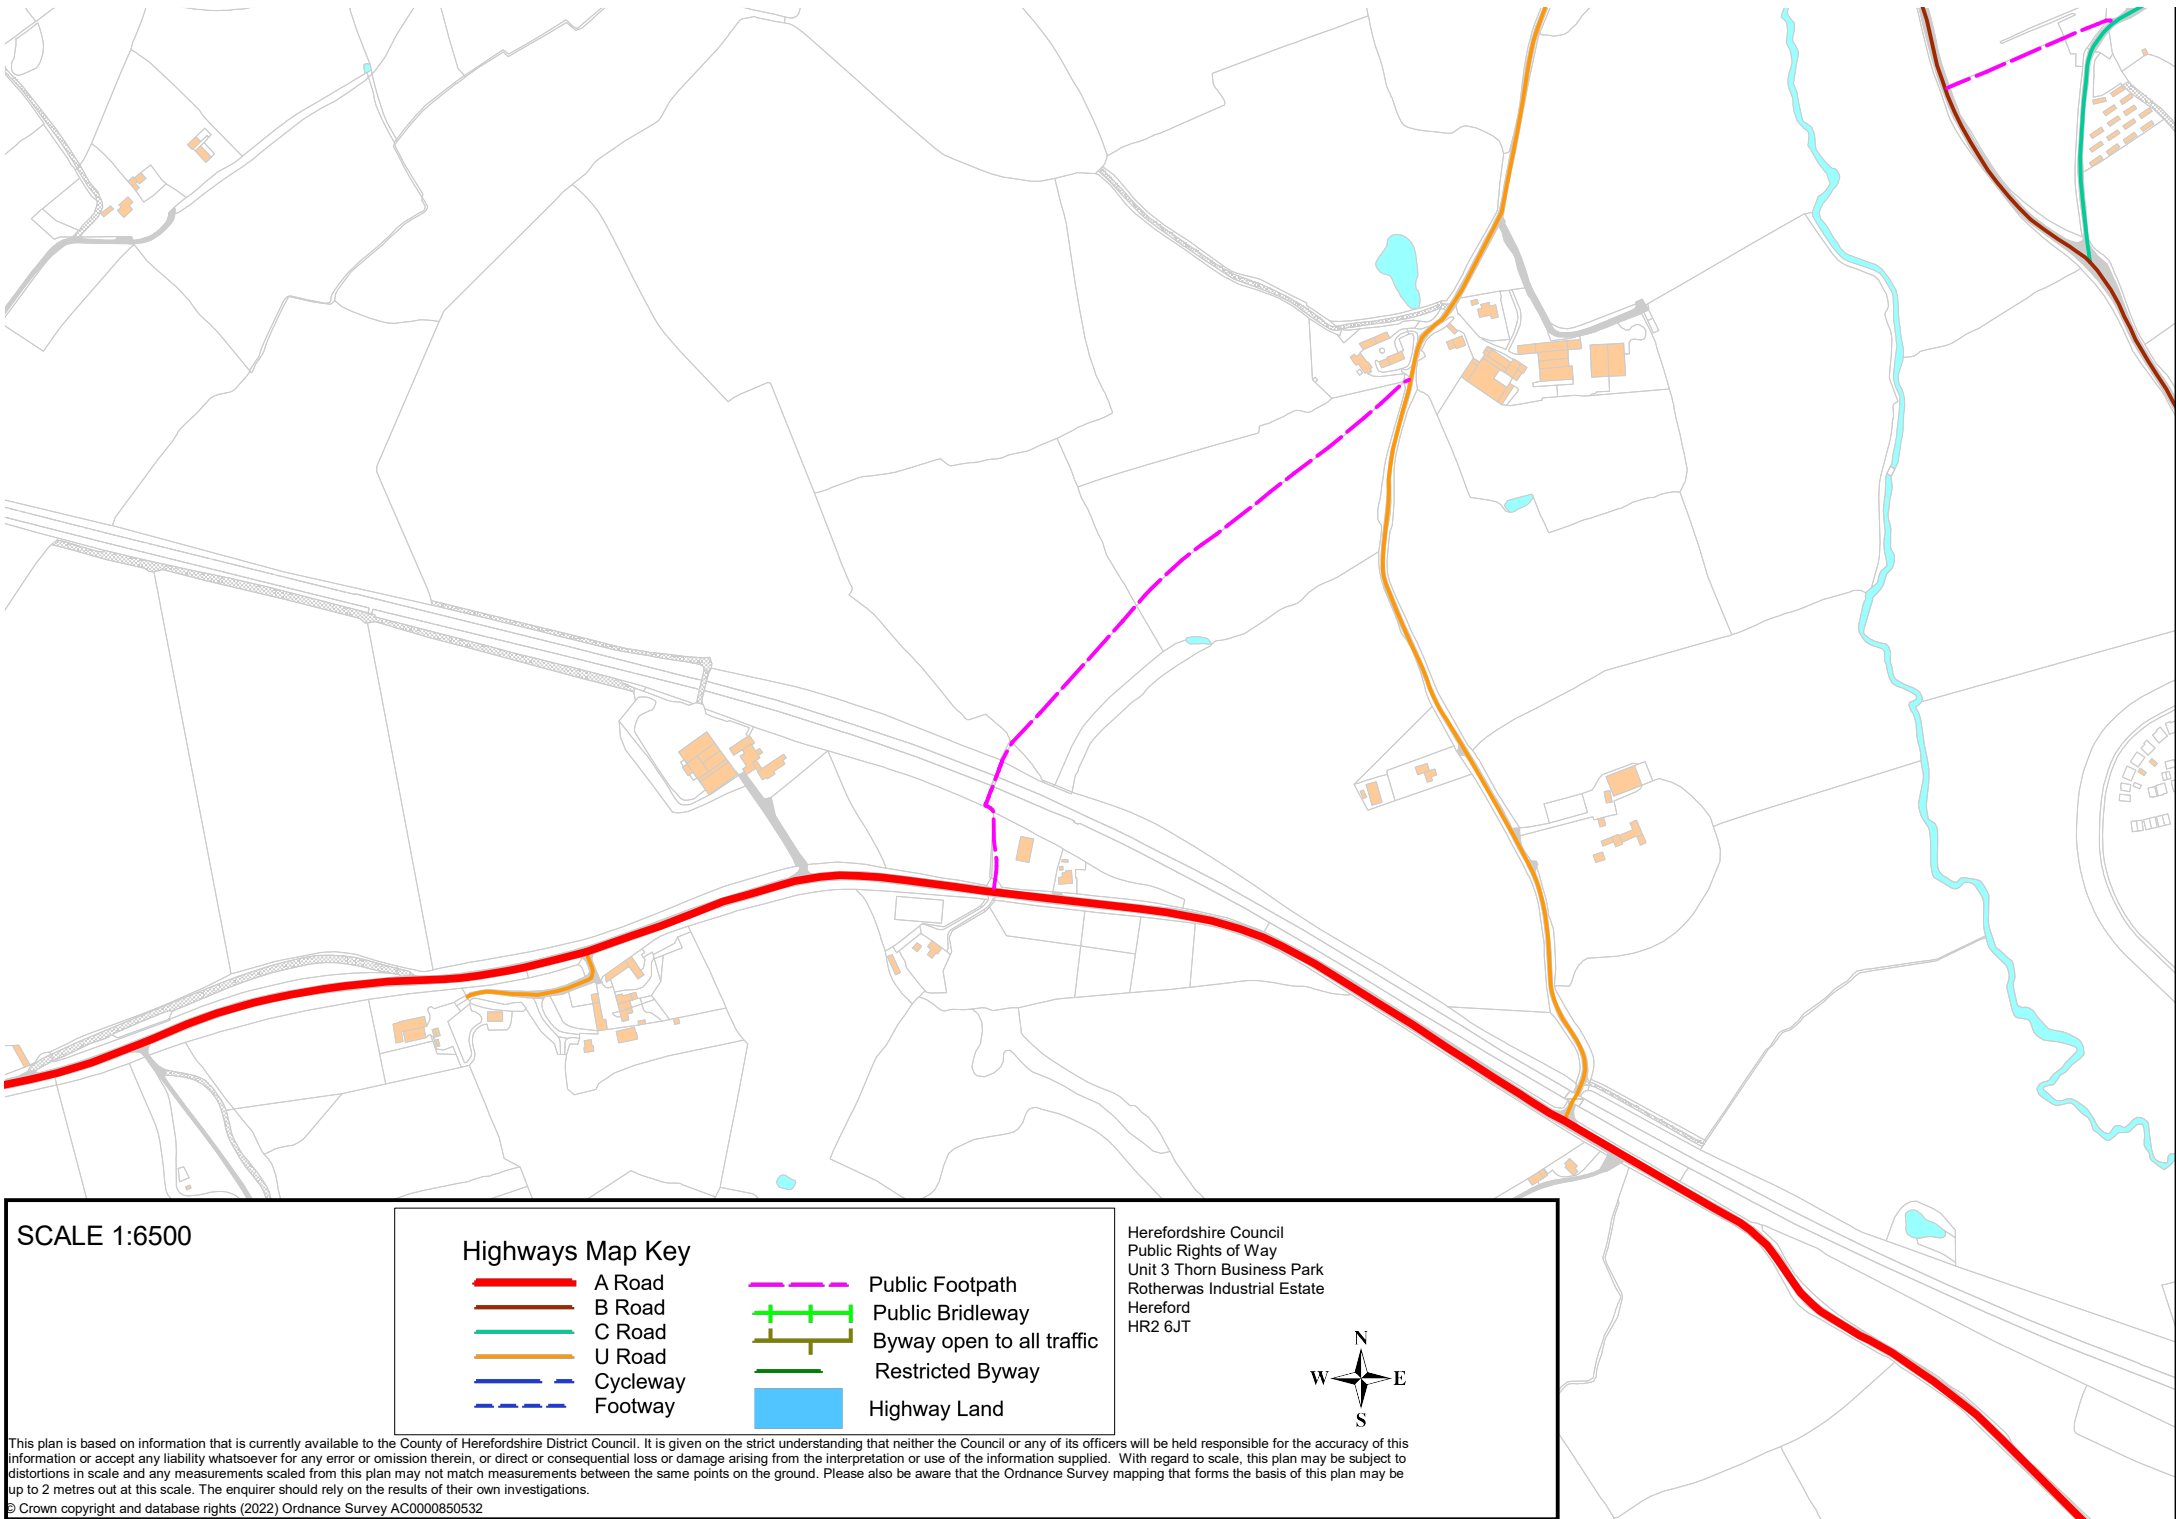 SCALE 1:6500
Highways Map Key
A Road
B Road
C Road
U Road
Cycleway
Footway
Public Footpath
Public Bridleway
Byway open to all traffic
Restricted Byway
Highway Land
Herefordshire Council
Public Rights of Way
Unit 3 Thorn Business Park
Rotherwas Industrial Estate
Hereford
HR2 6JT
N
W E
S
This plan is based on information that is currently available to the County of Herefordshire District Council. It is given on the strict understanding that neither the Council or any of its officers will be held responsible for the accuracy of this
information or accept any liability whatsoever for any error or omission therein, or direct or consequential loss or damage arising from the interpretation or use of the information supplied. With regard to scale, this plan may be subject to
distortions in scale and any measurements scaled from this plan may not match measurements between the same points on the ground. Please also be aware that the Ordnance Survey mapping that forms the basis of this plan may be
up to 2 metres out at this scale. The enquirer should rely on the results of their own investigations.
© Crown copyright and database rights (2022) Ordnance Survey AC0000850532